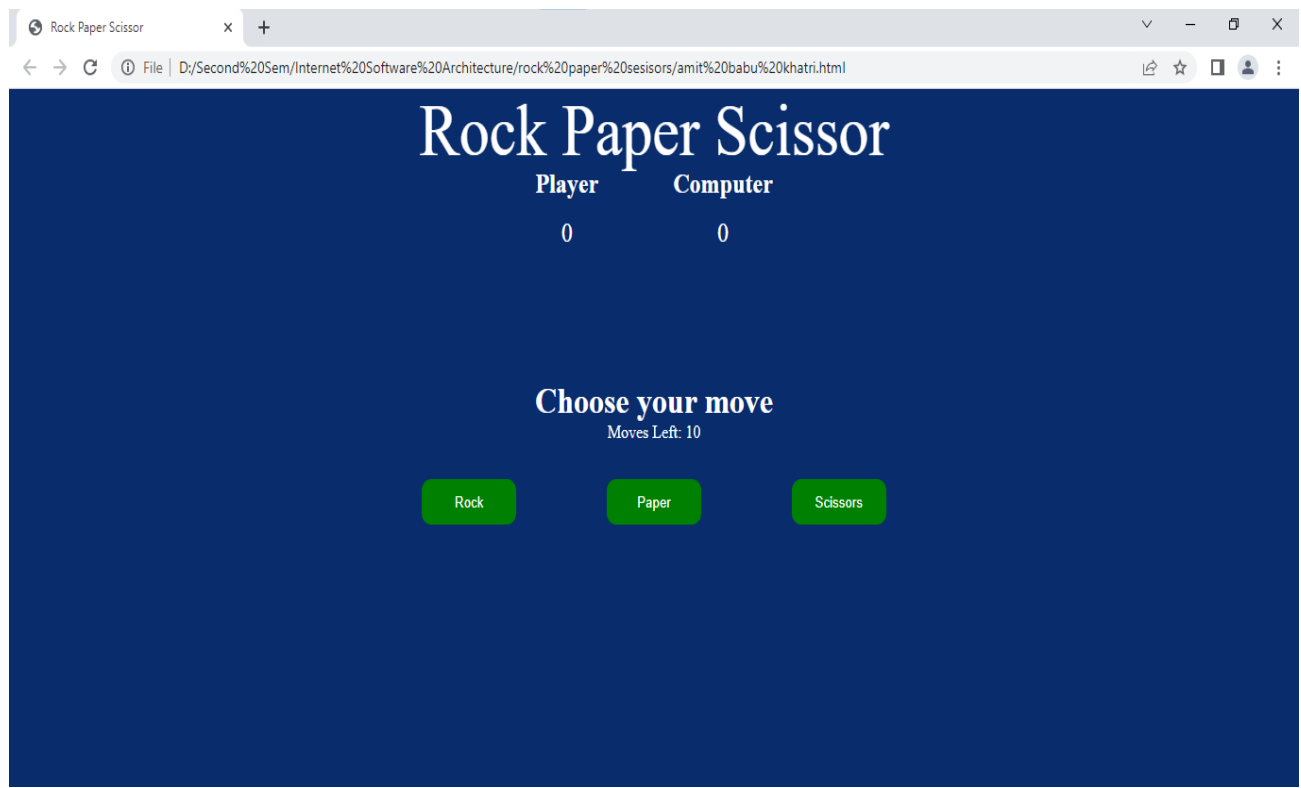 Rock Paper Scissor
File | D:/Second%20Sem/Internet%20Software%20Architecture/rock%20paper%20sesisors/amit%20babu%20khatri.html
Rock Paper Scissor
Player Computer
0 0
Choose your move
Moves Left: 10
Rock Paper Scissors